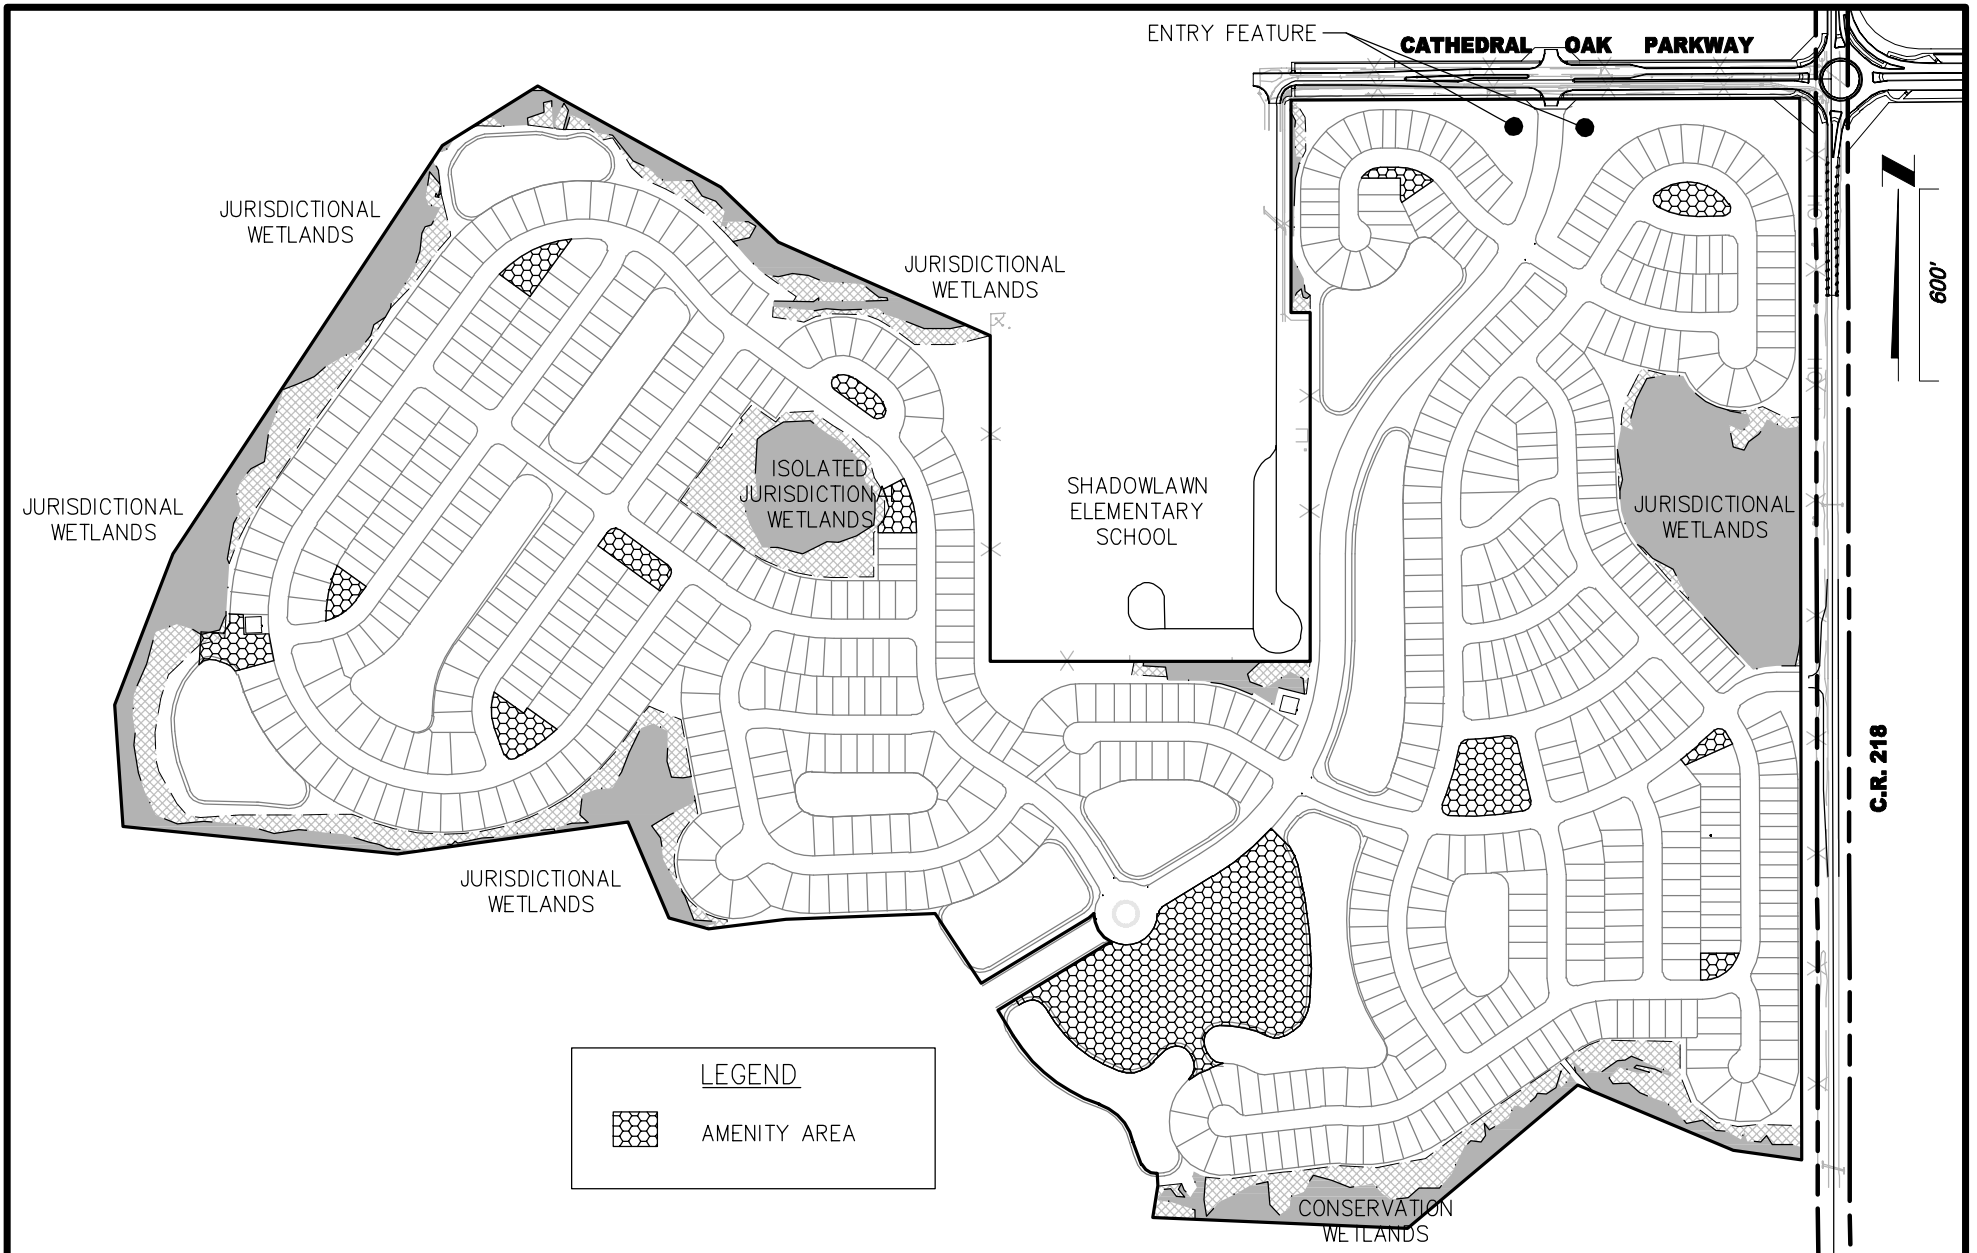 ENTRY FEATURE
CATHEDRAL OAK PARKWAY
JURISDICTIONAL
WETLANDS
JURISDICTIONAL
WETLANDS
600'
JURISDICTIONAL
WETLANDS
ISOLATED
JURISDICTIONAL
WETLANDS
SHADOWLAWN
ELEMENTARY
SCHOOL
JURISDICTIONAL
WETLANDS
C.R. 218
JURISDICTIONAL
WETLANDS
LEGEND
AMENITY AREA
CONSERVATION
WETLANDS